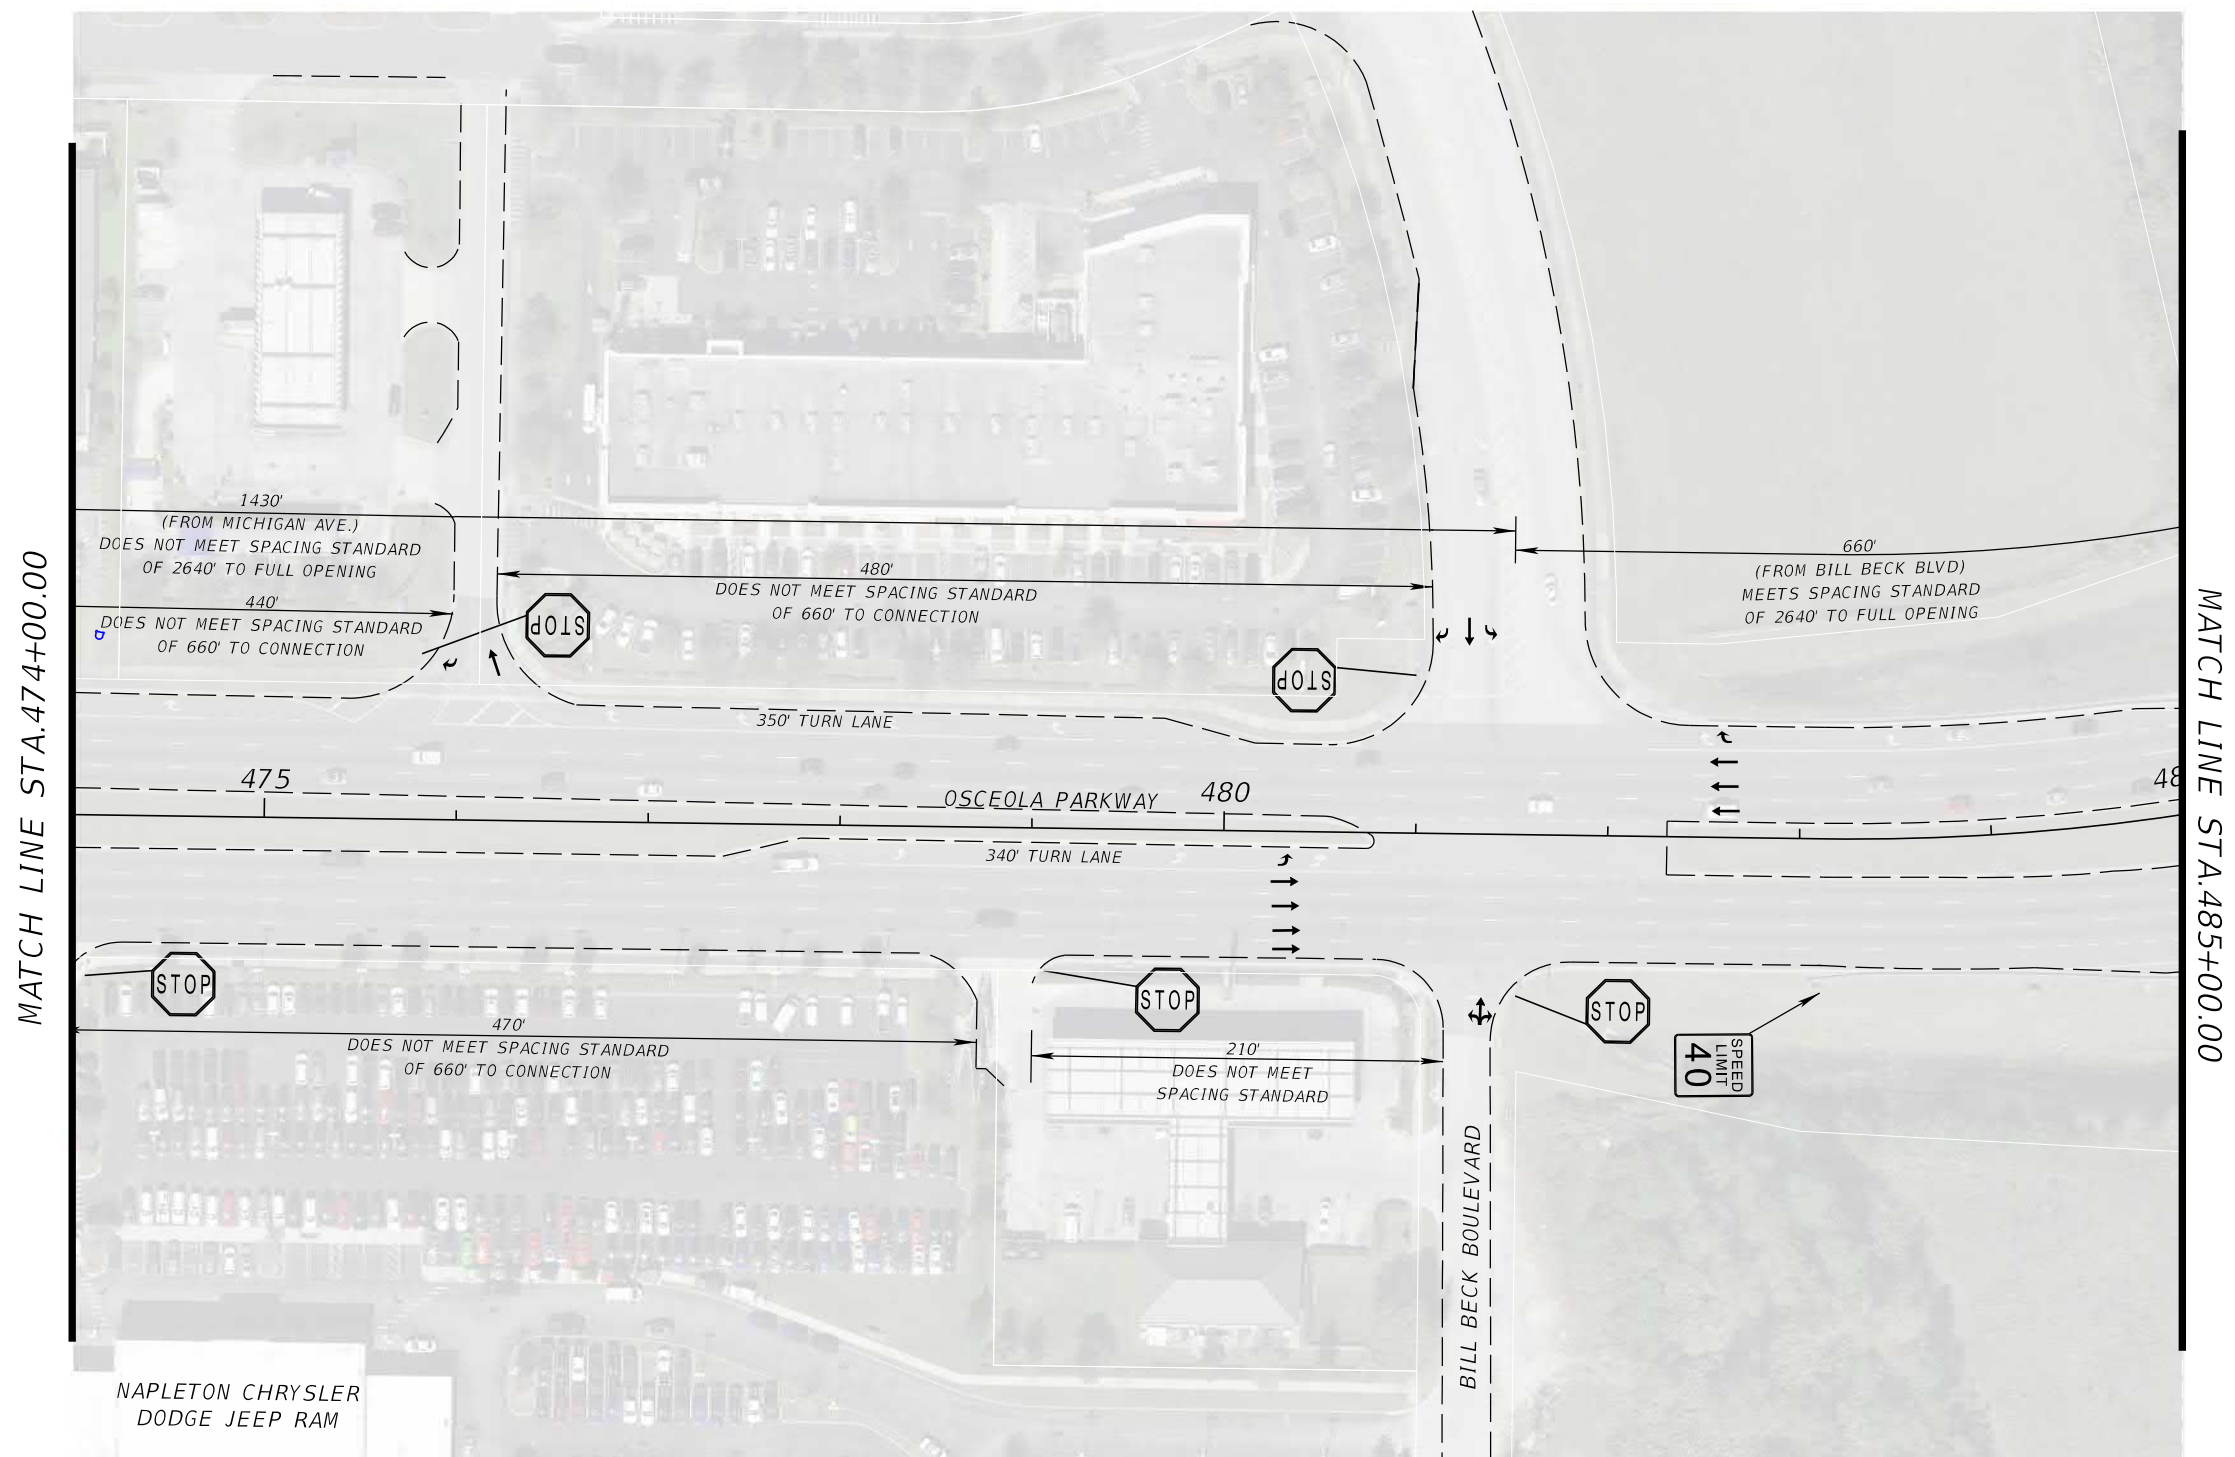 MATCH LINE STA.474+00.00
1430'
(FROM MICHIGAN AVE.)
DOES NOT MEET SPACING STANDARD
OF 2640' TO FULL OPENING
440'
DOES NOT MEET SPACING STANDARD
OF 660' TO CONNECTION
D
STOP
480'
DOES NOT MEET SPACING STANDARD
OF 660' TO CONNECTION
STOP
660'
(FROM BILL BECK BLVD)
MEETS SPACING STANDARD
OF 2640' TO FULL OPENING
350' TURN LANE
475
OSCEOLA PARKWAY
480
48
340' TURN LANE
STOP
470'
DOES NOT MEET SPACING STANDARD
OF 660' TO CONNECTION
STOP
210'
DOES NOT MEET
SPACING STANDARD
STOP
SPEED
LIMIT
40
BILL BECK BOULEVARD
NAPLETON CHRYSLER
DODGE JEEP RAM
MATCH LINE STA.485+00.00